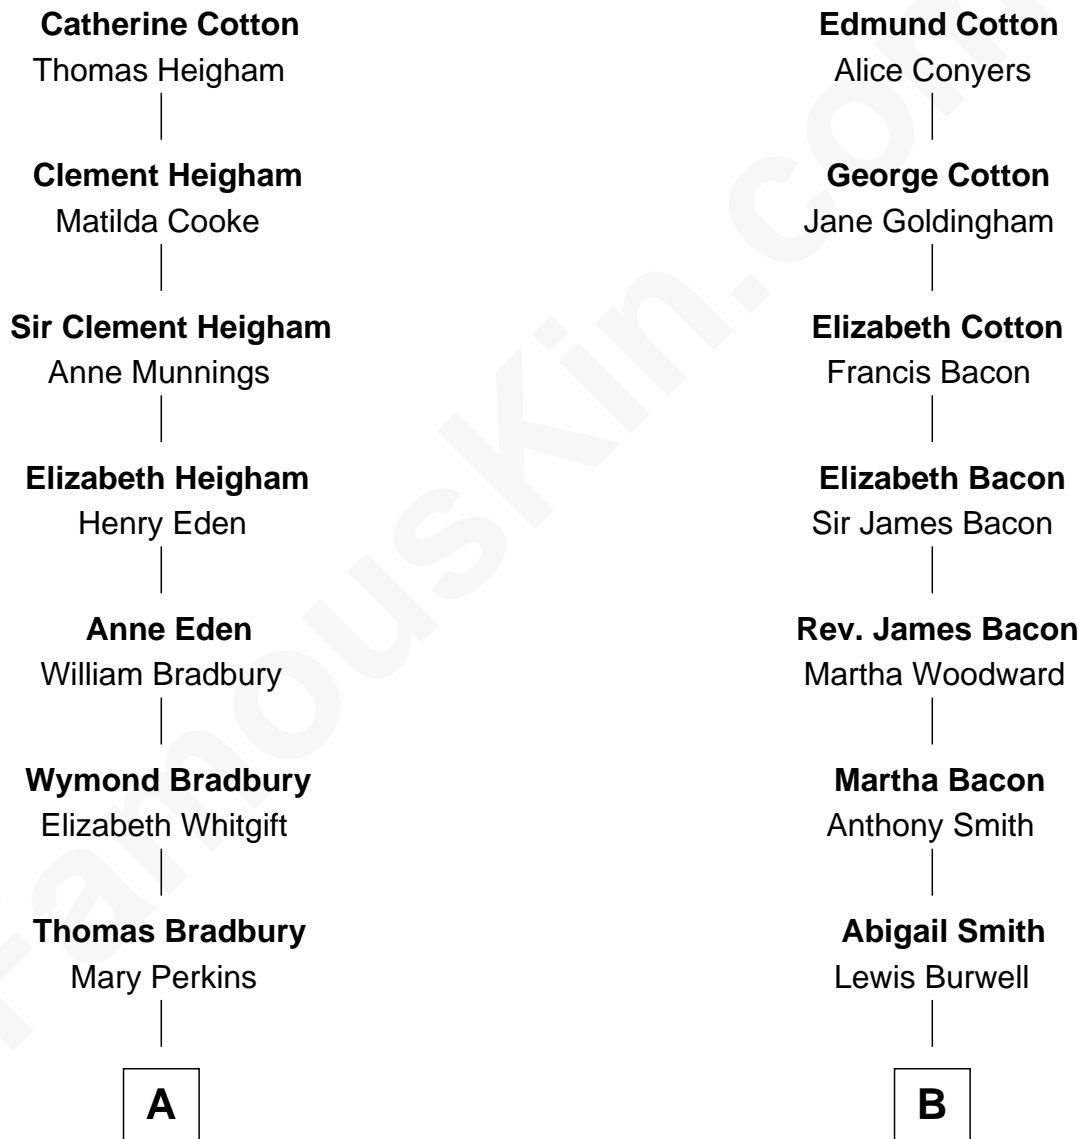 Catherine Cotton
Thomas Heigham
Clement Heigham
Matilda Cooke
Sir Clement Heigham
Anne Munnings
Elizabeth Heigham
Henry Eden
Anne Eden
William Bradbury
Wymond Bradbury
Elizabeth Whitgift
Thomas Bradbury
Mary Perkins
A
Edmund Cotton
Alice Conyers
George Cotton
Jane Goldingham
Elizabeth Cotton
Francis Bacon
Elizabeth Bacon
Sir James Bacon
Rev. James Bacon
Martha Woodward
Martha Bacon
Anthony Smith
Abigail Smith
Lewis Burwell
B
FamousKin.com